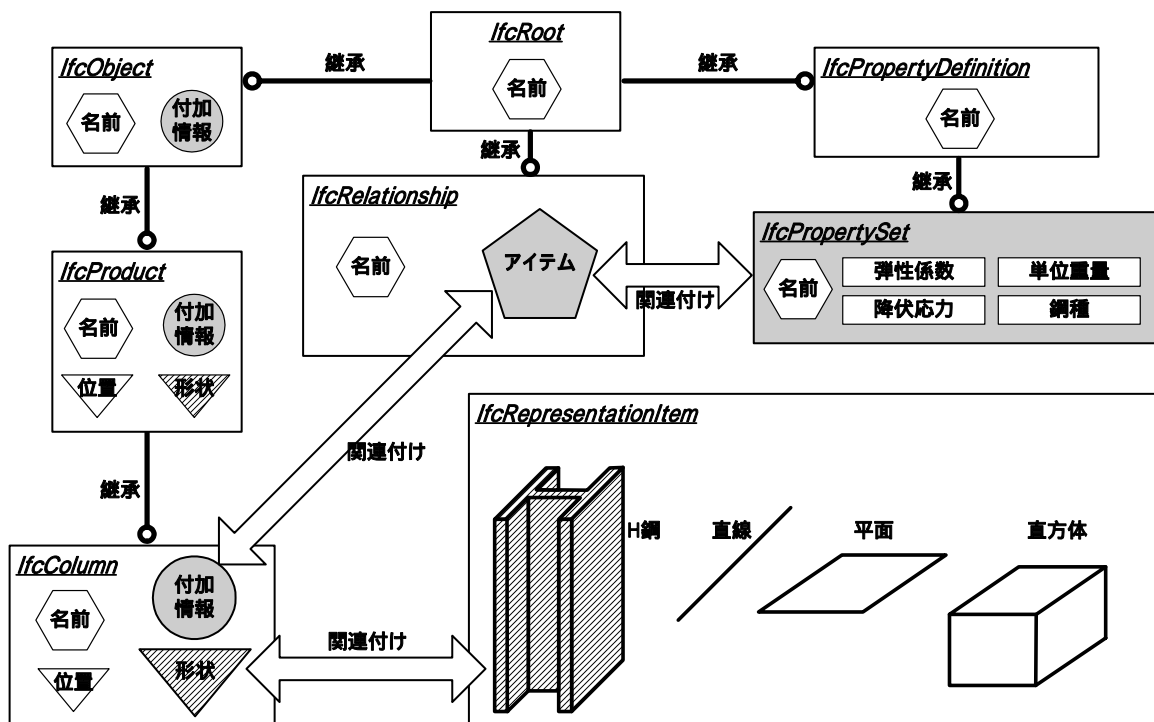 IfcRoot
名前
継承
継承
継承
IfcObject
名前
付加
情報
IfcPropertyDefinition
名前
継承
継承
IfcRelationship
名前
アイテム
関連付け
IfcPropertySet
名前
弾性係数
単位重量
降伏応力
鋼種
IfcProduct
名前
付加
情報
位置
形状
継承
関連付け
IfcRepresentationItem
H鋼
直線
平面
直方体
IfcColumn
名前
付加
情報
位置
形状
関連付け